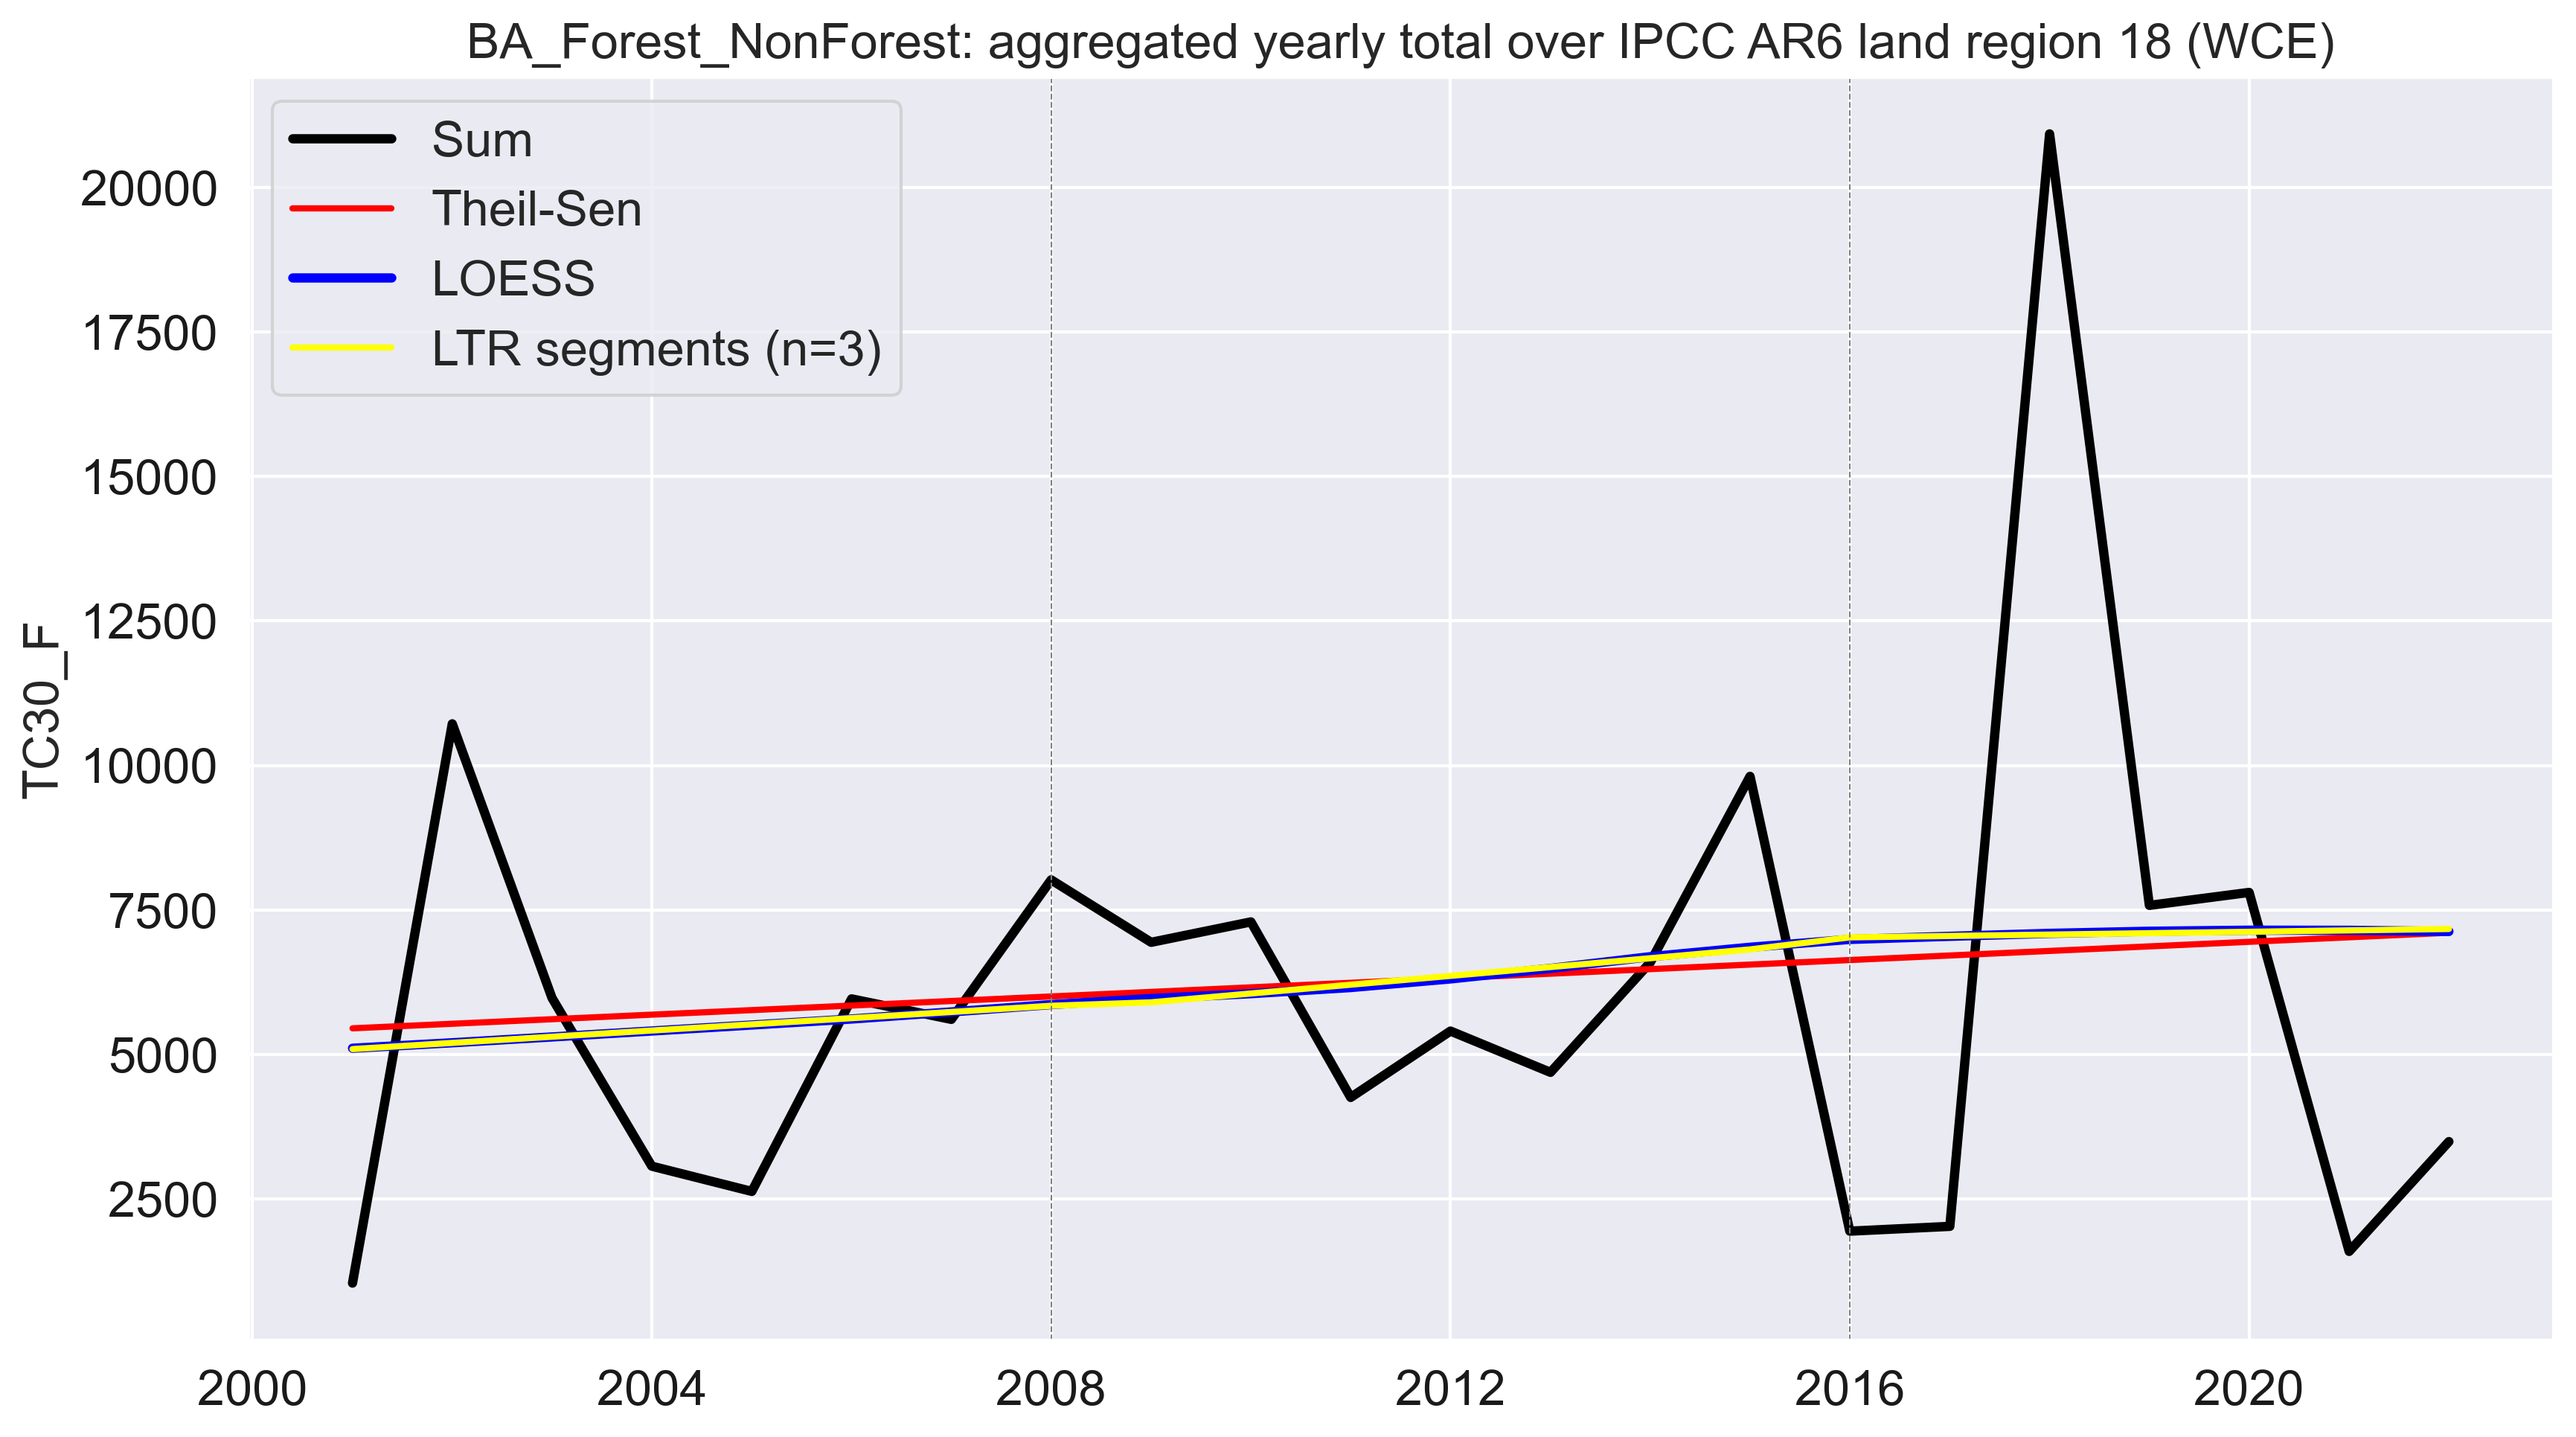 BA_Forest_NonForest: aggregated yearly total over IPCC AR6 land region 18 (WCE)
Sum
Theil-Sen
LOESS
LTR segments (n=3)
TC30_F
20000
17500
15000
12500
10000
7500
5000
2500
2000
2004
2008
2012
2016
2020